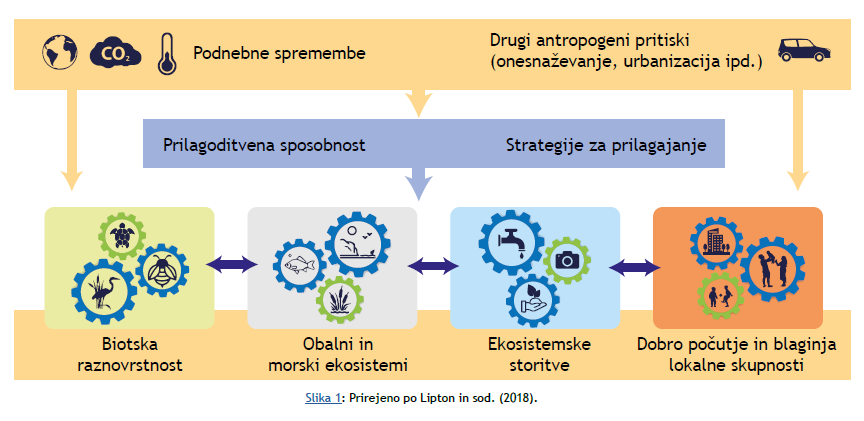 CO₂
Podnebne spremembe
Drugi antropogeni pritiski
(onesnaževanje, urbanizacija ipd.)
Prilagoditvena sposobnost
Strategije za prilagajanje
Biotska
raznovrstnost
Obalni in
morski ekosistemi
Ekosistemske
storitve
Dobro počutje in blaginja
lokalne skupnosti
Slika 1: Prirejeno po Lipton in sod. (2018).